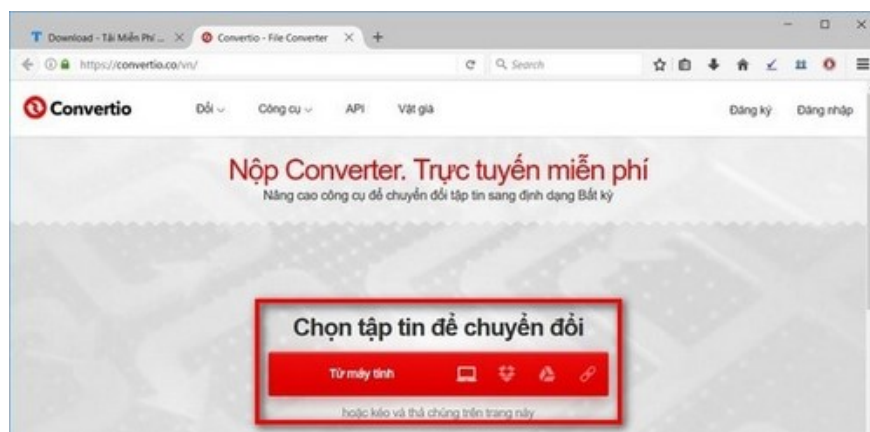 Download - Tải Miễn Phí ...
Convertio - File Converter
https://convertio.co/vn/
Search
Convertio
Đổi
Công cụ
API
Vật giá
Đăng ký
Đăng nhập
Nộp Converter. Trực tuyến miễn phí
Nâng cao công cụ để chuyển đổi tập tin sang định dạng Bất kỳ
Chọn tập tin để chuyển đổi
Từ máy tính
hoặc kéo và thả chúng trên trang này